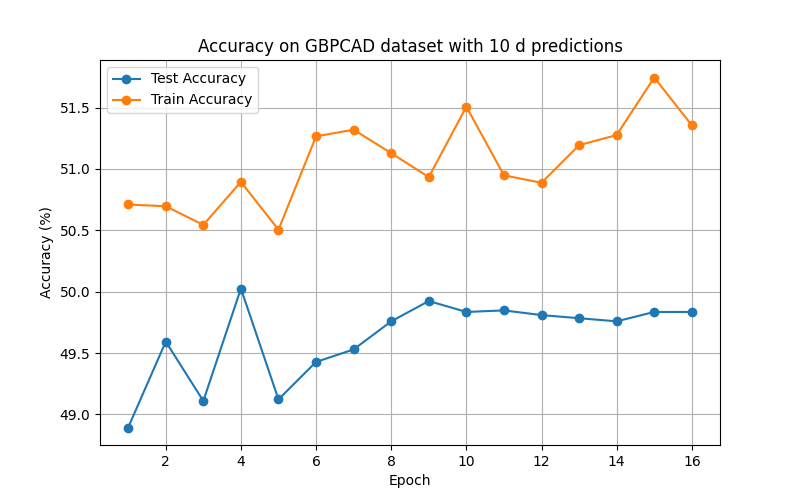 Accuracy on GBPCAD dataset with 10 d predictions
Test Accuracy
Train Accuracy
Accuracy (%)
51.5
51.0
50.5
50.0
49.5
49.0
2 4 6 8 10 12 14 16
Epoch